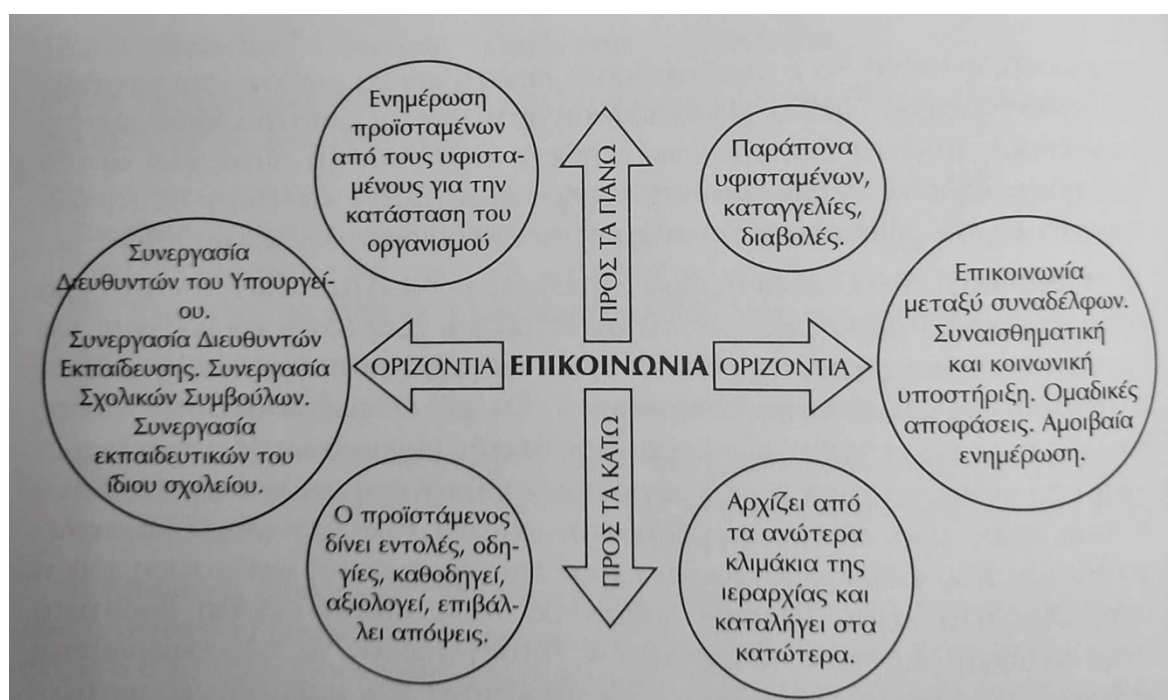 Ενημέρωση
προϊσταμένων
από τους υφιστα-
μένους για την
κατάσταση του
οργανισμού
ΠΡΟΣ ΤΑ ΠΑΝΩ
Παράπονα
υφισταμένων,
καταγγελίες,
διαβολές.
Συνεργασία
Διευθυντών του Υπουργεί-
ου.
Συνεργασία Διευθυντών
Εκπαίδευσης. Συνεργασία
Σχολικών Συμβούλων.
Συνεργασία
εκπαιδευτικών του
ίδιου σχολείου.
ΟΡΙΖΟΝΤΙΑ
ΕΠΙΚΟΙΝΩΝΙΑ
ΟΡΙΖΟΝΤΙΑ
Επικοινωνία
μεταξύ συναδέλφων.
Συναισθηματική
και κοινωνική
υποστήριξη. Ομαδικές
αποφάσεις. Αμοιβαία
ενημέρωση.
Ο προϊστάμενος
δίνει εντολές, οδη-
γίες, καθοδηγεί,
αξιολογεί, επιβάλ-
λει απόψεις.
ΠΡΟΣ ΤΑ ΚΑΤΩ
Αρχίζει από
τα ανώτερα
κλιμάκια της
ιεραρχίας και
καταλήγει στα
κατώτερα.